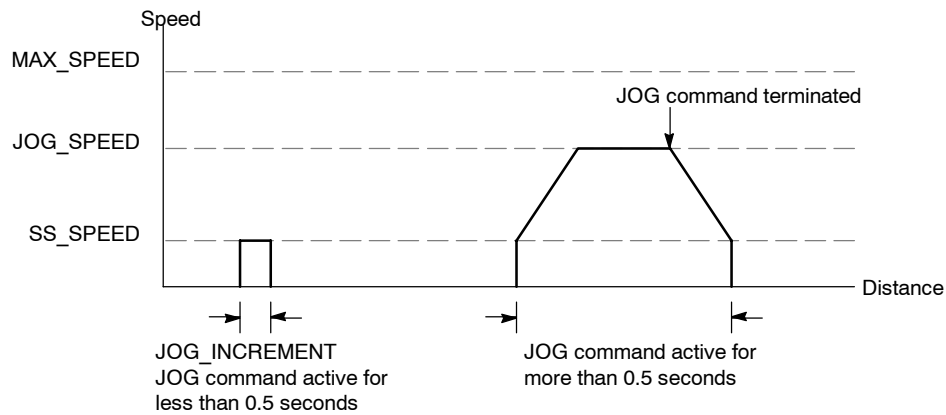 Speed
MAX_SPEED
JOG command terminated
JOG_SPEED
SS_SPEED
Distance
JOG_INCREMENT
JOG command active for
less than 0.5 seconds
JOG command active for
more than 0.5 seconds